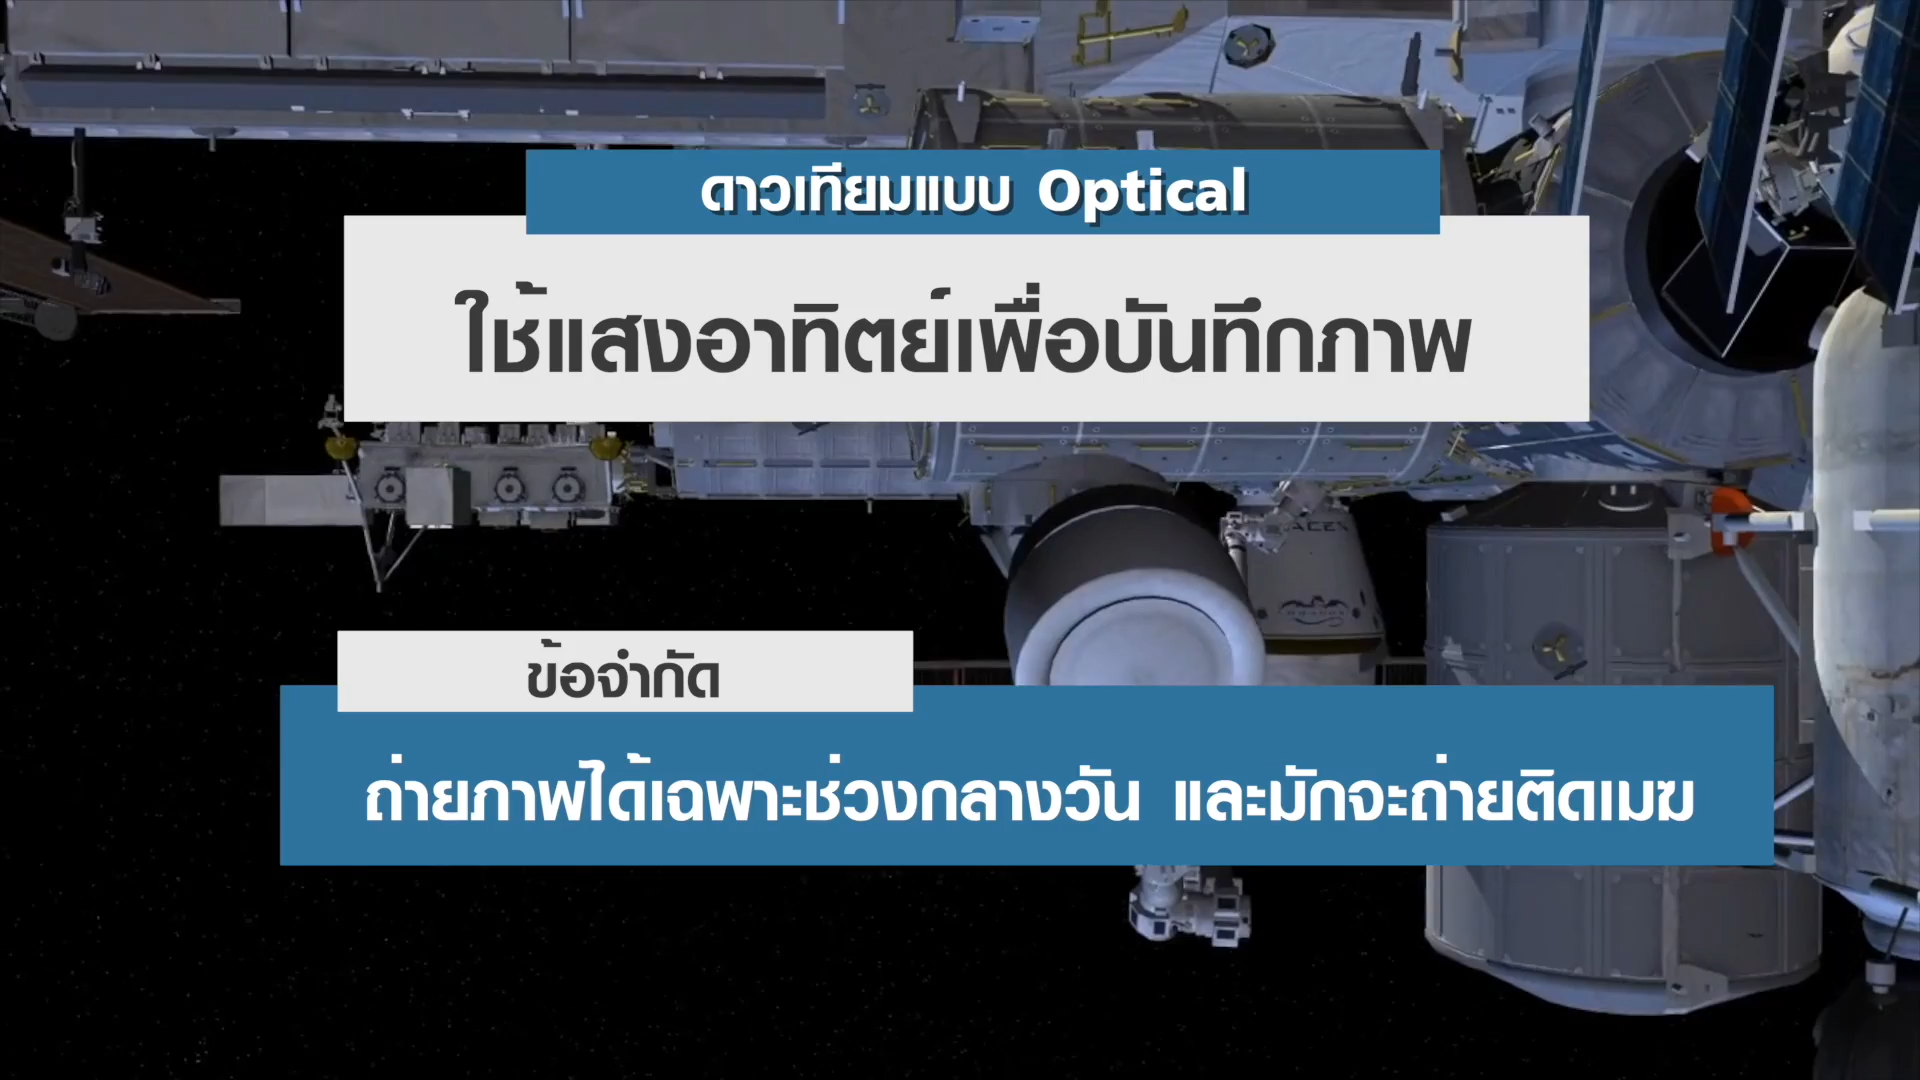 ดาวเทียมแบบ Optical
ใช้แสงอาทิตย์เพื่อบันทึกภาพ
ข้อจำกัด
ถ่ายภาพได้เฉพาะช่วงกลางวัน และมักจะถ่ายติดเมฆ